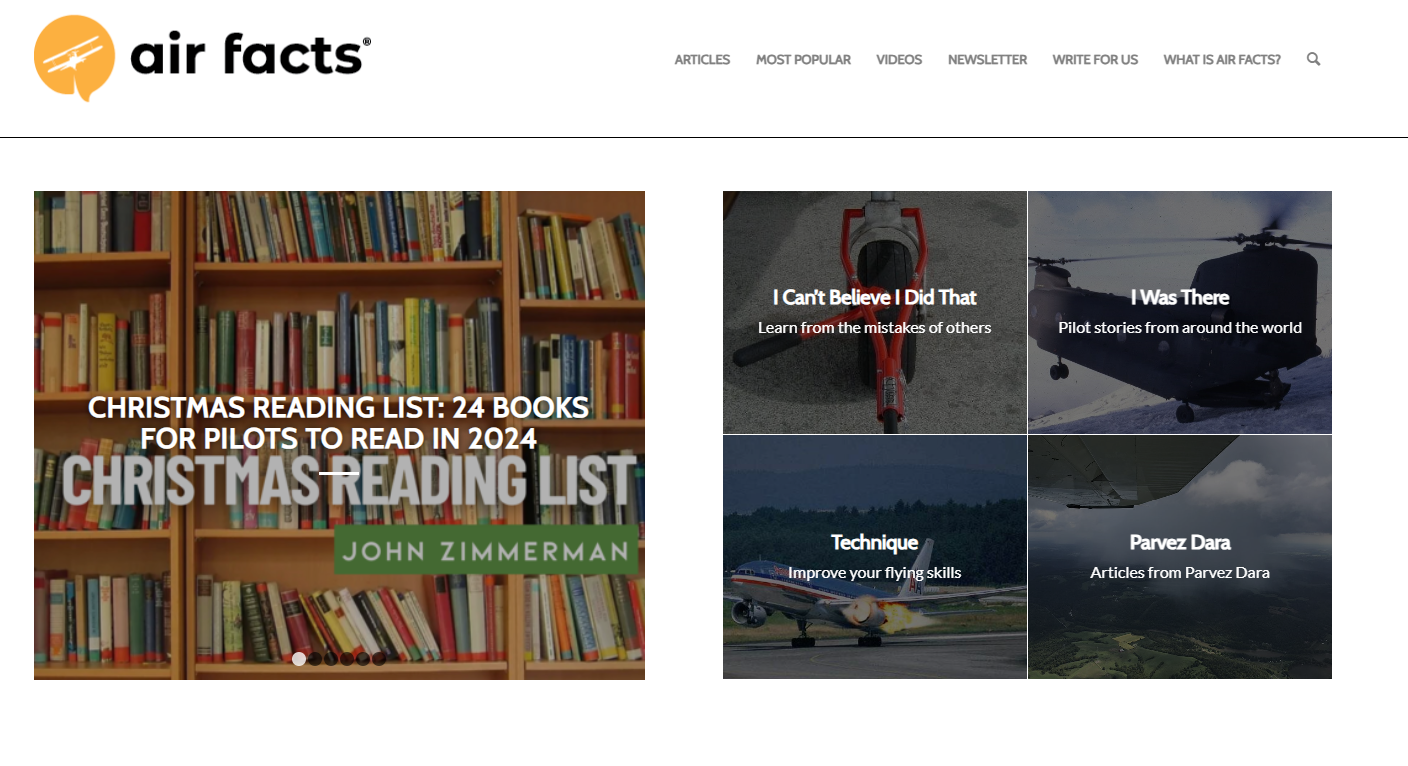 air facts®
ARTICLES MOST POPULAR VIDEOS NEWSLETTER WRITE FOR US WHAT IS AIR FACTS?
CHRISTMAS READING LIST: 24 BOOKS
FOR PILOTS TO READ IN 2024
CHRISTMAS READING LIST
JOHN ZIMMERMAN
I Can't Believe I Did That
Learn from the mistakes of others
I Was There
Pilot stories from around the world
Technique
Improve your flying skills
AA
Parvez Dara
Articles from Parvez Dara